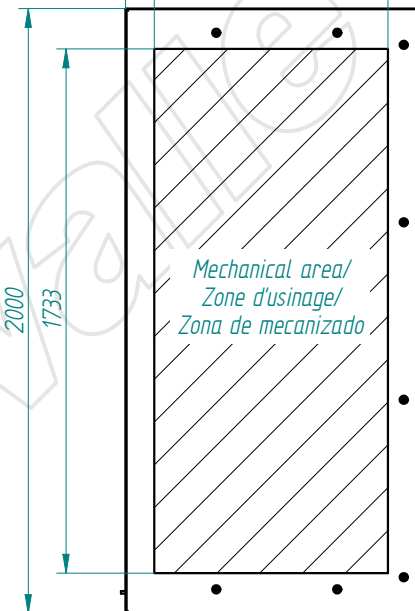 2000
1733
Mechanical area/
Zone d'usinage/
Zona de mecanizado